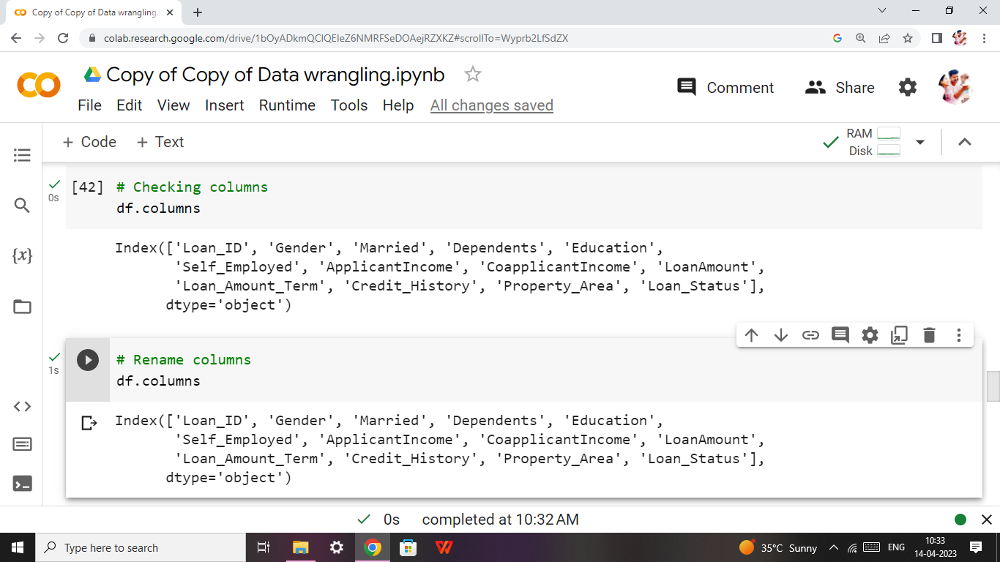 Copy of Copy of Data wrangling.
colab.research.google.com/drive/1bOyADkmQClQEIeZ6NMRFSeDOAejRZXKZ#scrollTo=Wyprb2LfSdZX
Copy of Copy of Data wrangling.ipynb
Comment
Share
File Edit View Insert Runtime Tools Help All changes saved
+ Code + Text
RAM
Disk
[42] # Checking columns
0s
df.columns
Index(['Loan_ID', 'Gender', 'Married', 'Dependents', 'Education',
'Self_Employed', 'ApplicantIncome', 'CoapplicantIncome', 'LoanAmount',
'Loan_Amount_Term', 'Credit_History', 'Property_Area', 'Loan_Status'],
dtype='object')
# Rename columns
1s
df.columns
Index(['Loan_ID', 'Gender', 'Married', 'Dependents', 'Education',
'Self_Employed', 'ApplicantIncome', 'CoapplicantIncome', 'LoanAmount',
'Loan_Amount_Term', 'Credit_History', 'Property_Area', 'Loan_Status'],
dtype='object')
0s completed at 10:32 AM
Type here to search
35°C Sunny
ENG
10:33
14-04-2023